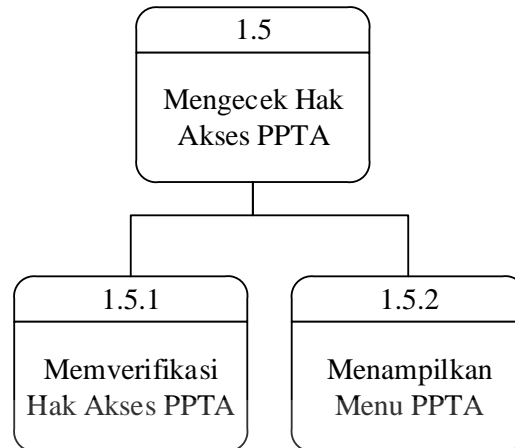 1.5
Mengecek Hak
Akses PPTA
1.5.1
Memverifikasi
Hak Akses PPTA
1.5.2
Menampilkan
Menu PPTA